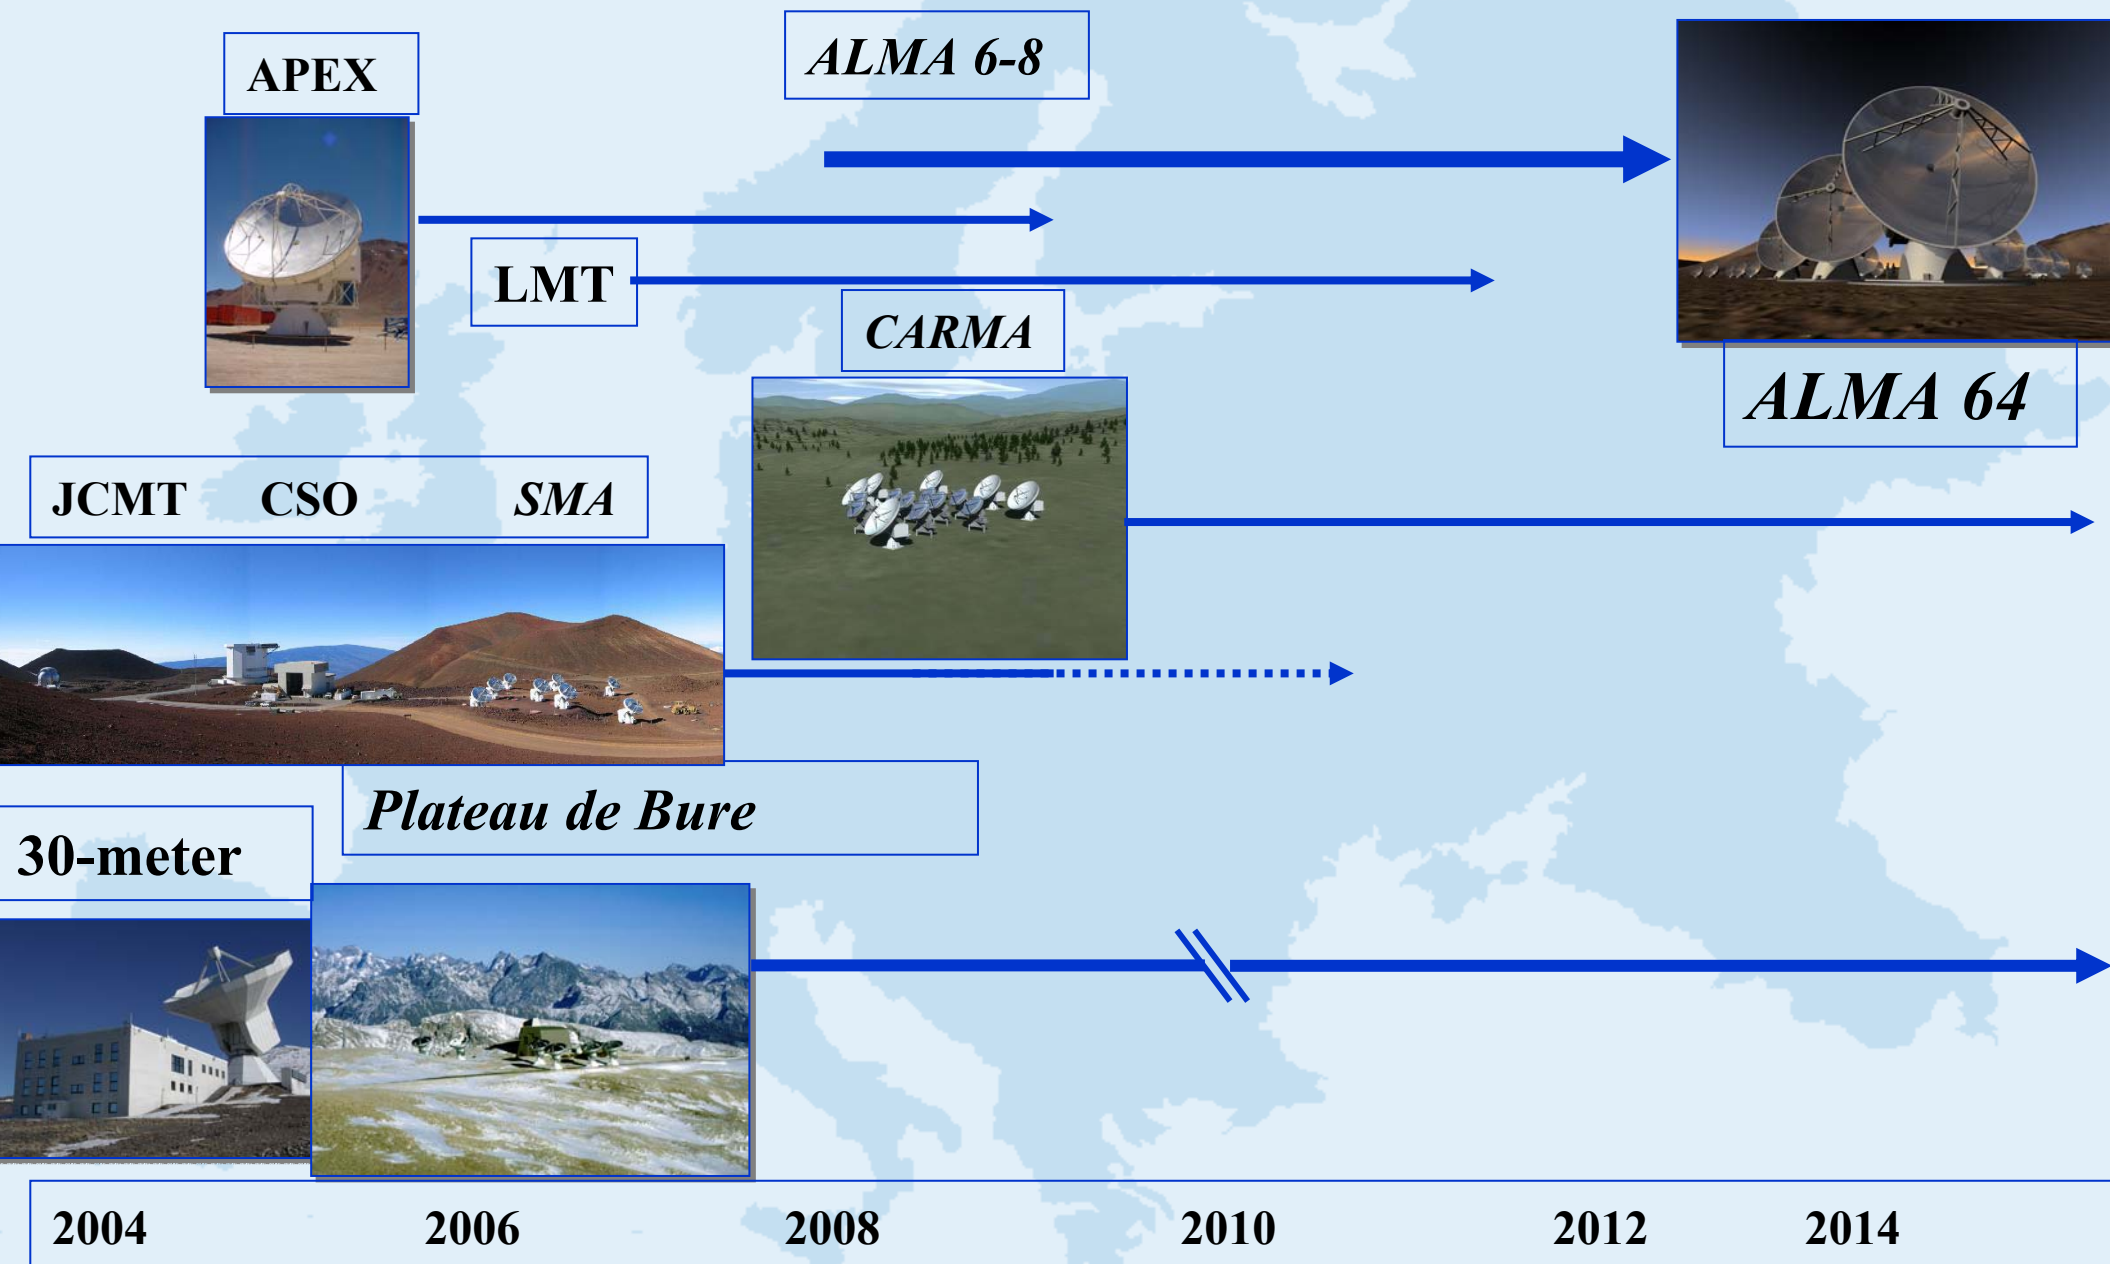 APEX
ALMA 6-8
LMT
CARMA
ALMA 64
JCMT CSO SMA
Plateau de Bure
30-meter
2004 2006 2008 2010 2012 2014